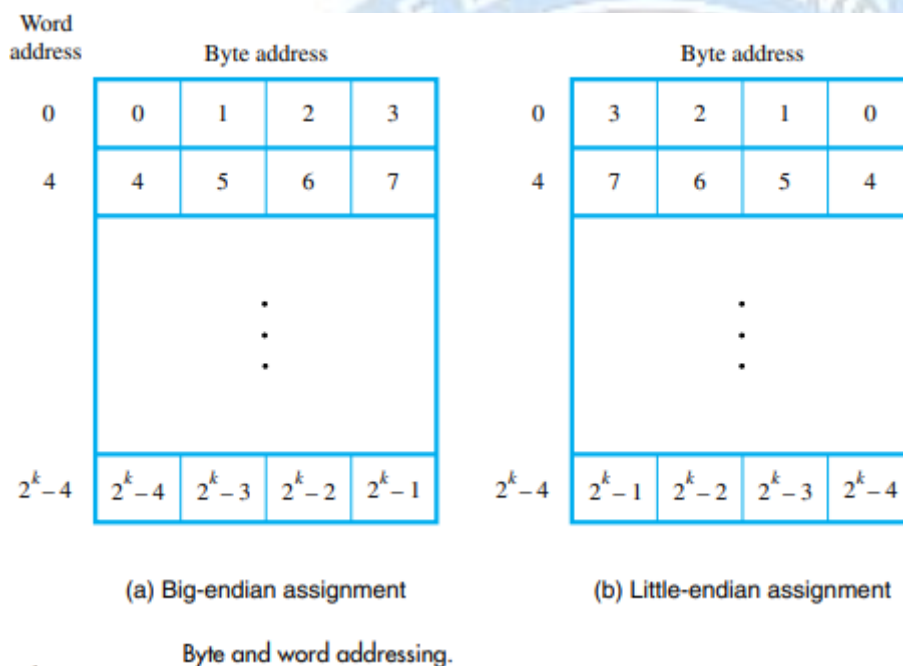 Word
address
Byte address
0 0 1 2 3
4 4 5 6 7
2^k – 4 2^k – 4 2^k – 3 2^k – 2 2^k – 1
(a) Big-endian assignment
Byte address
0 3 2 1 0
4 7 6 5 4
2^k – 4 2^k – 1 2^k – 2 2^k – 3 2^k – 4
(b) Little-endian assignment
Byte and word addressing.